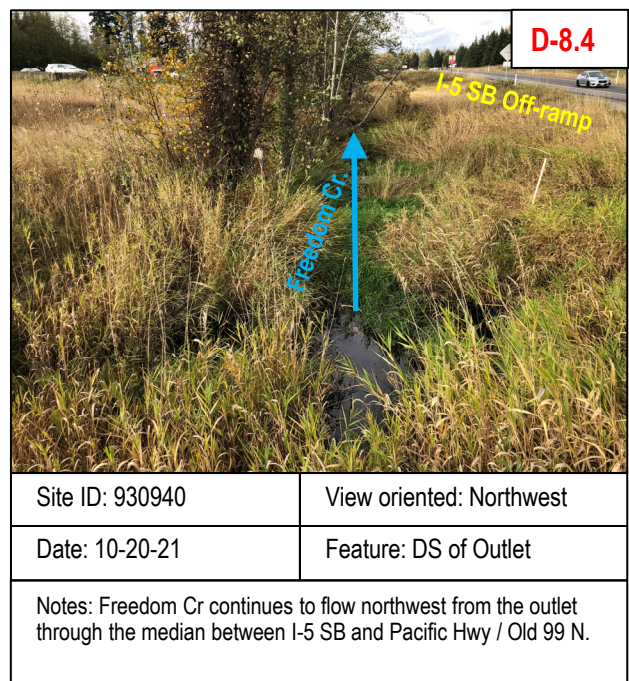 D-8.4
I-5 SB Off-ramp
Freedom Cr.
Site ID: 930940
View oriented: Northwest
Date: 10-20-21
Feature: DS of Outlet
Notes: Freedom Cr continues to flow northwest from the outlet
through the median between I-5 SB and Pacific Hwy / Old 99 N.